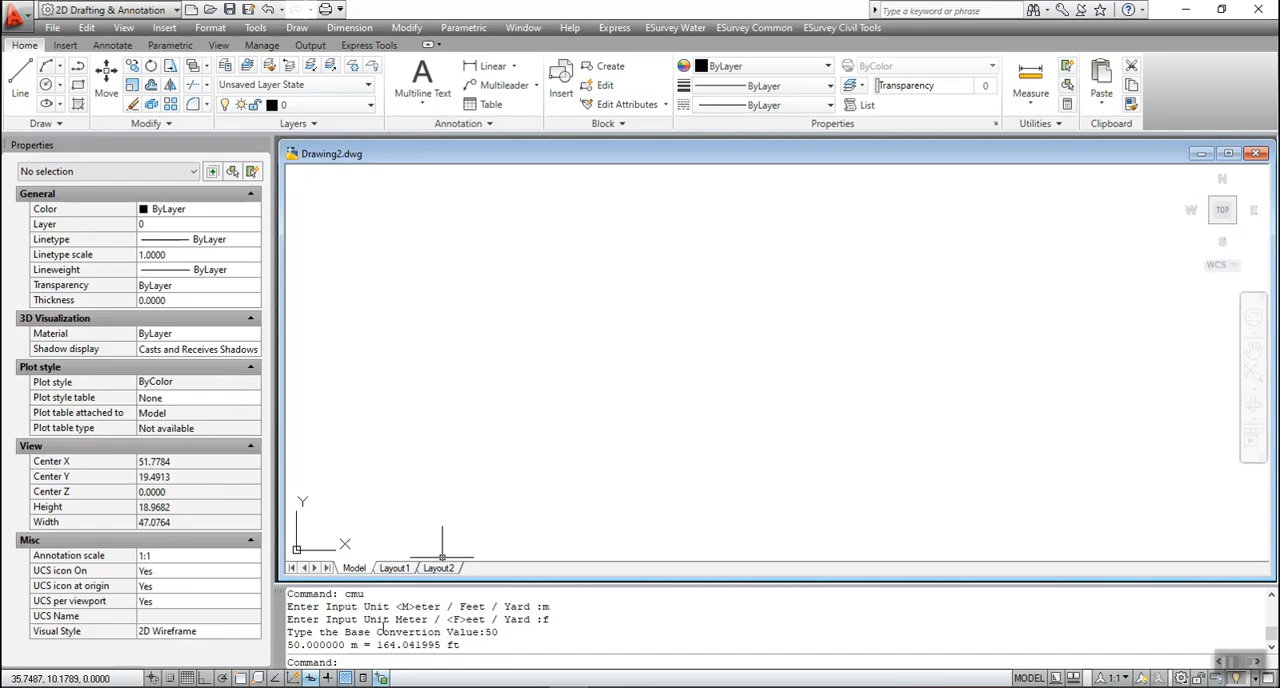 2D Drafting & Annotation
Type a keyword or phrase
File Edit View Insert Format Tools Draw Dimension Modify Parametric Window Help Express ESurvey Water ESurvey Common ESurvey Civil Tools
Home Insert Annotate Parametric View Manage Output Express Tools
Line
Move
Unsaved Layer State
0
Multiline Text
Linear
Multileader
Table
Insert
Create
Edit
Edit Attributes
ByLayer
ByLayer
ByLayer
ByColor
Transparency 0
List
Measure
Paste
Draw Modify Layers Annotation Block Properties Utilities Clipboard
Properties
No selection
General
Color ByLayer
Layer 0
Linetype ByLayer
Linetype scale 1.0000
Lineweight ByLayer
Transparency ByLayer
Thickness 0.0000
3D Visualization
Material ByLayer
Shadow display Casts and Receives Shadows
Plot style
Plot style ByColor
Plot style table None
Plot table attached to Model
Plot table type Not available
View
Center X 51.7784
Center Y 19.4913
Center Z 0.0000
Height 18.9682
Width 47.0764
Misc
Annotation scale 1:1
UCS icon On Yes
UCS icon at origin Yes
UCS per viewport Yes
UCS Name
Visual Style 2D Wireframe
Drawing2.dwg
N
W TOP E
S
WCS
Y
X
Model Layout1 Layout2
Command: cmu
Enter Input Unit <M>eter / Feet / Yard :m
Enter Input Unit Meter / <F>eet / Yard :f
Type the Base Convertion Value:50
50.000000 m = 164.041995 ft
Command:
35.7487, 10.1789, 0.0000
MODEL
1:1